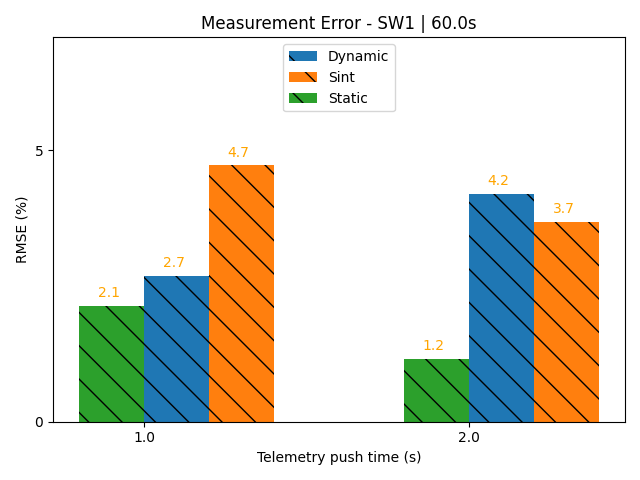 Measurement Error - SW1 | 60.0s
Dynamic
Sint
Static
RMSE (%)
5
0
2.1
2.7
4.7
1.2
4.2
3.7
1.0
2.0
Telemetry push time (s)